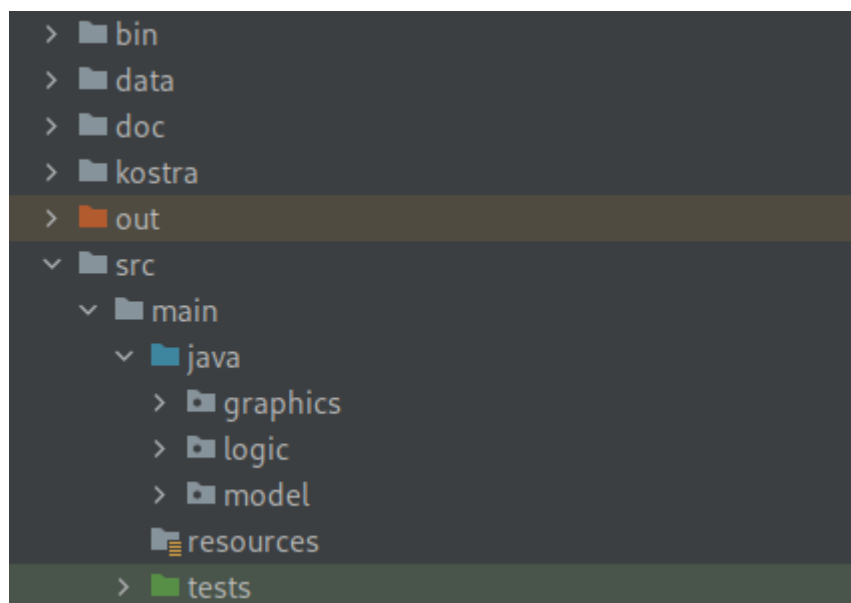 bin
data
doc
kostra
out
src
main
java
graphics
logic
model
resources
tests